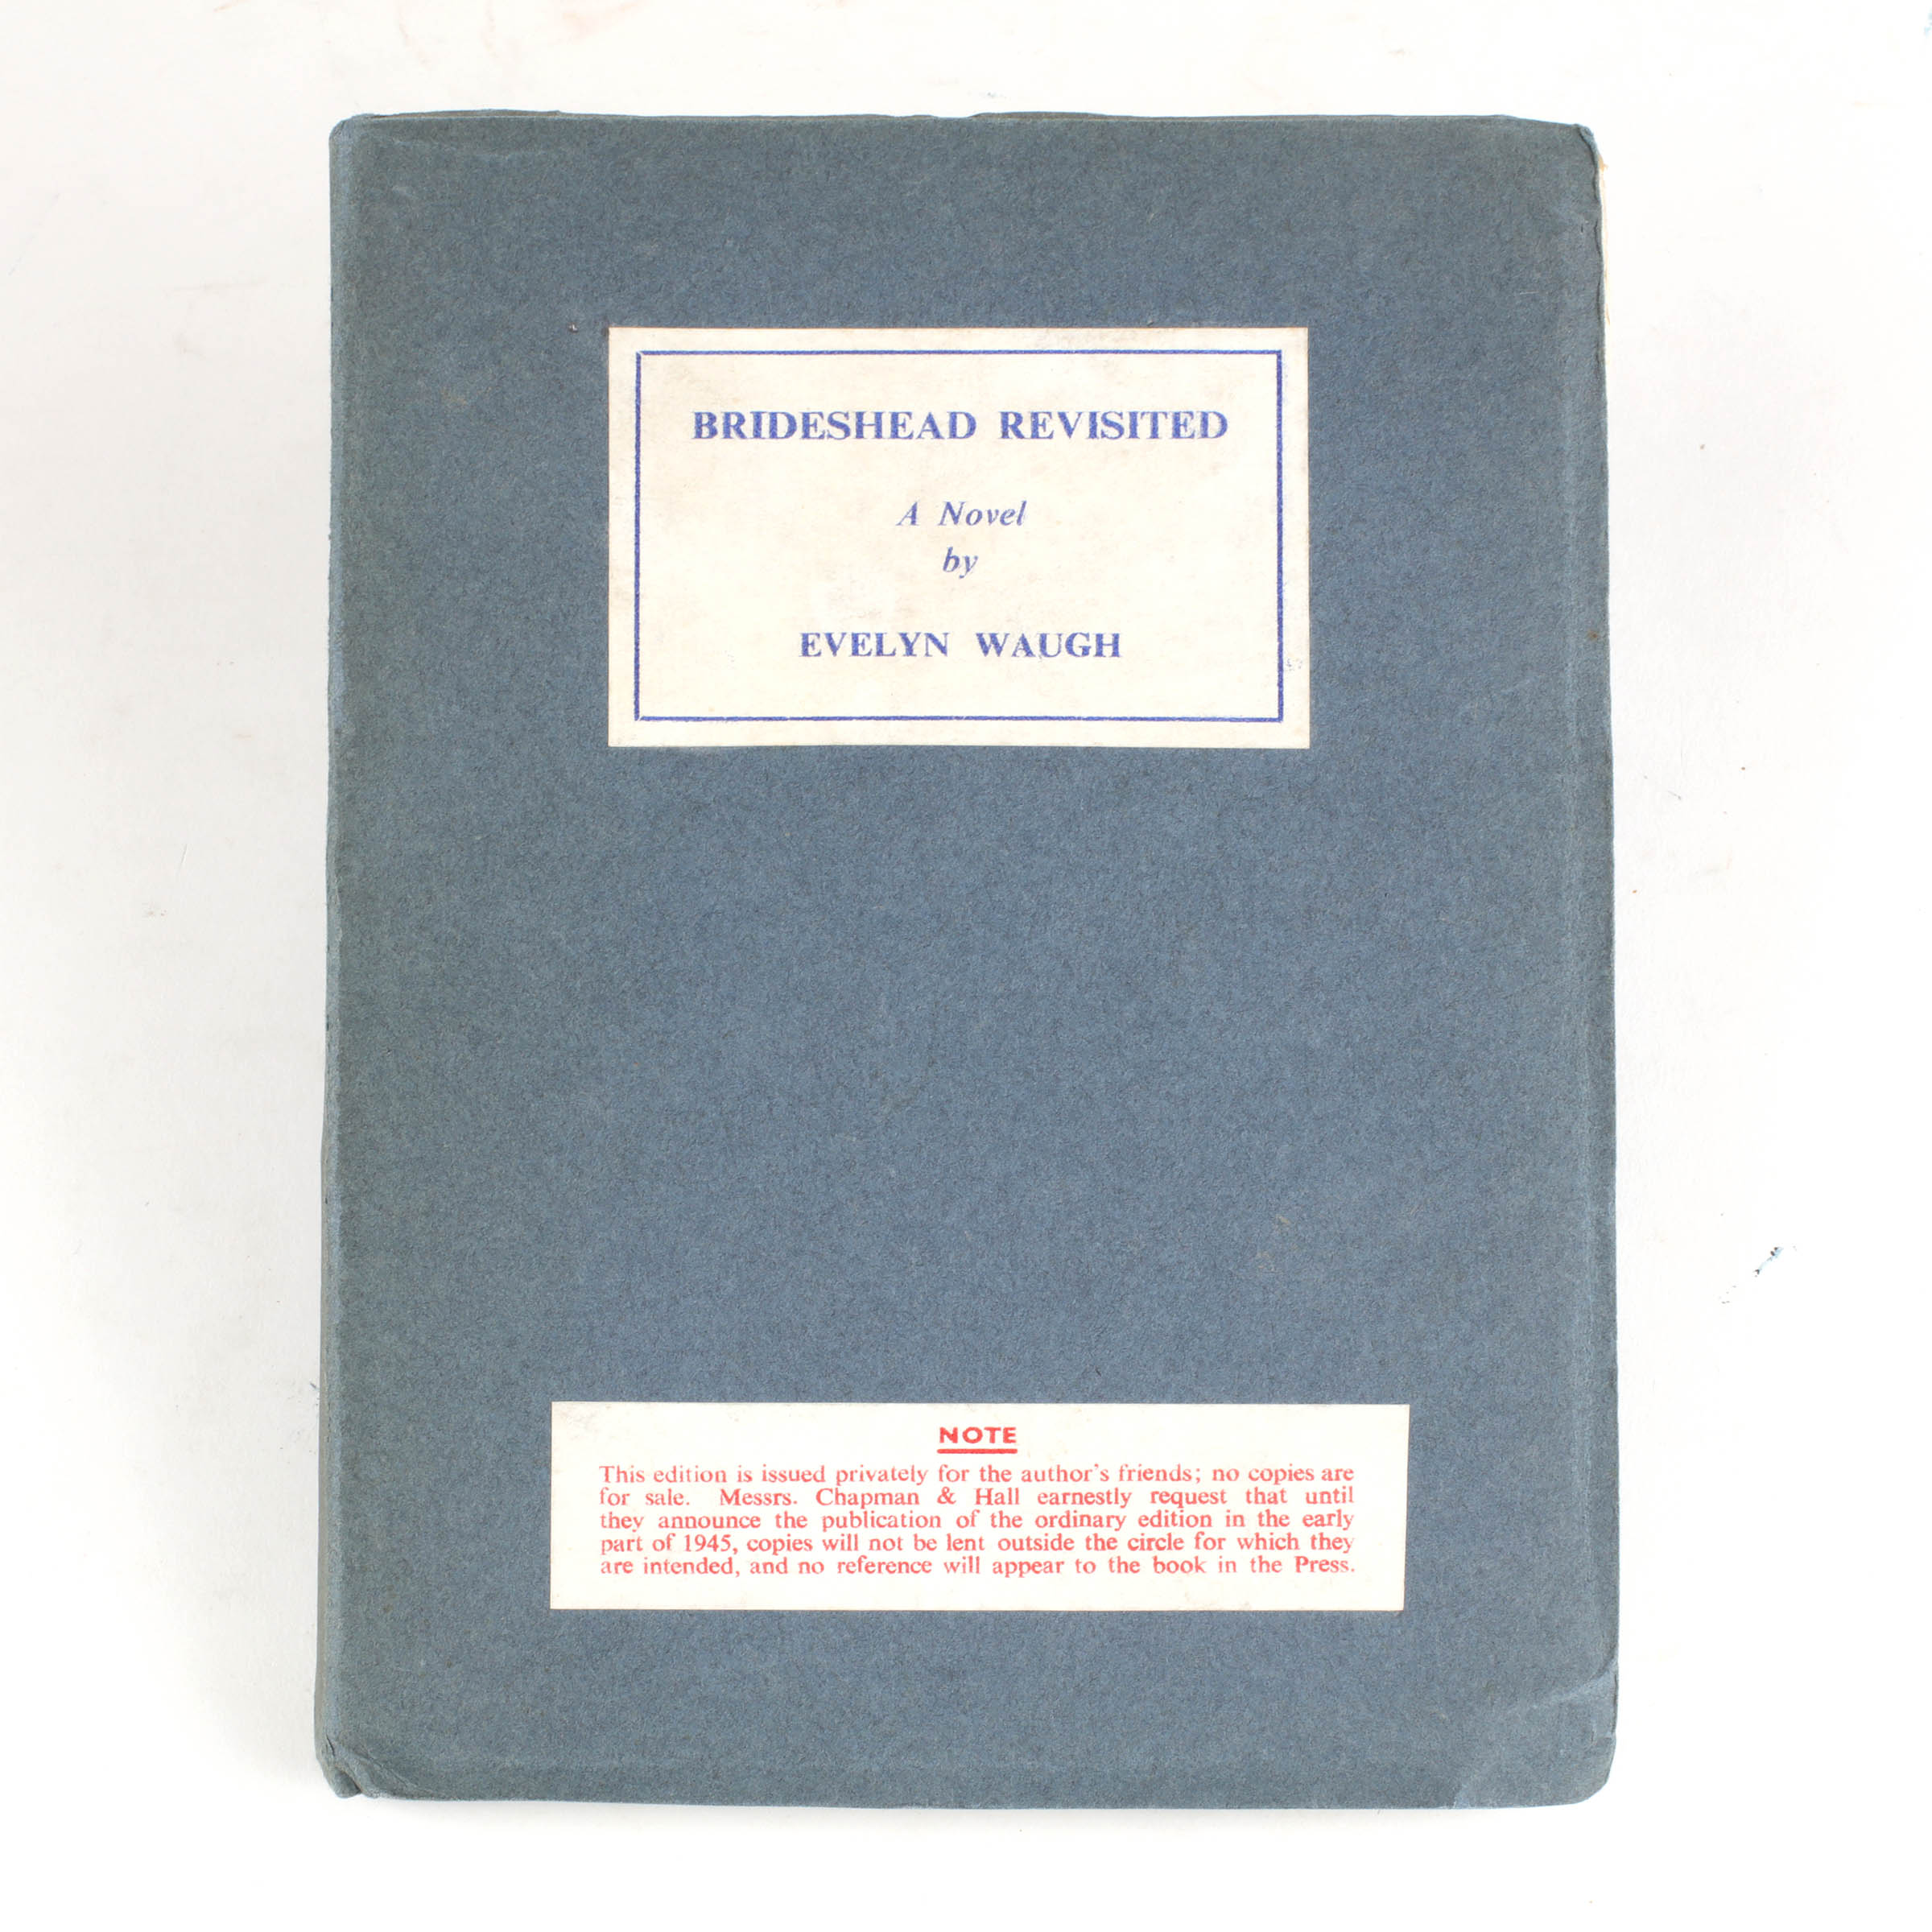 BRIDESHEAD REVISITED
A Novel
by
EVELYN WAUGH
NOTE
This edition is issued privately for the author's friends; no copies are
for sale. Messrs. Chapman & Hall earnestly request that until
they announce the publication of the ordinary edition in the early
part of 1945, copies will not be lent outside the circle for which they
are intended, and no reference will appear to the book in the Press.